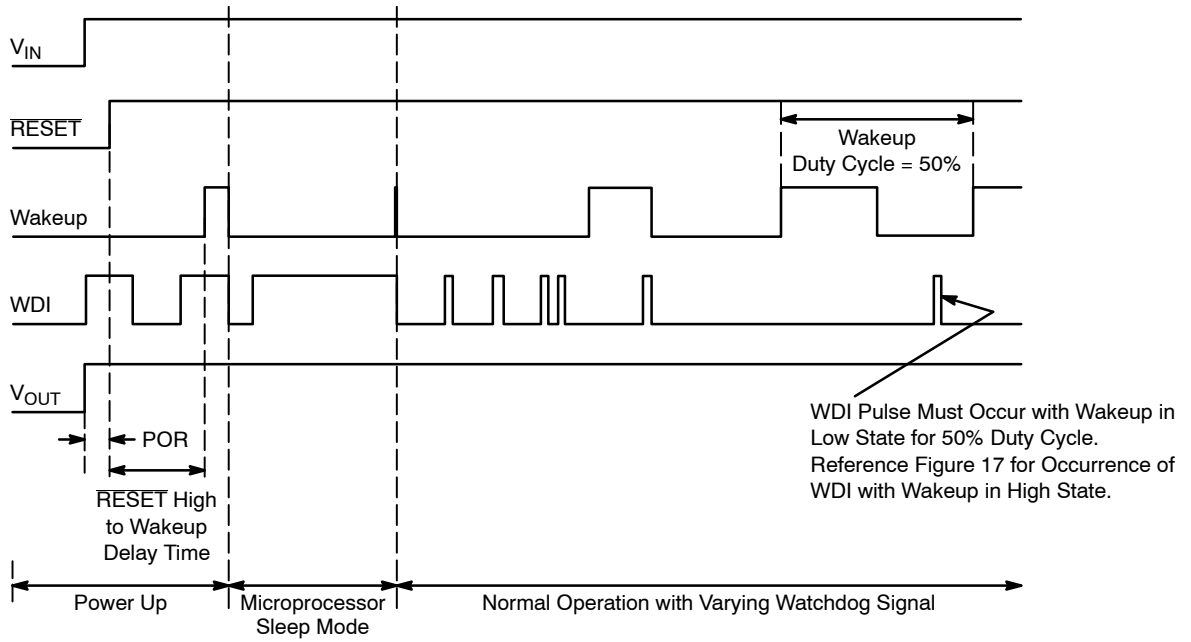 VIN
RESET
Wakeup
Duty Cycle = 50%
Wakeup
WDI
VOUT
POR
WDI Pulse Must Occur with Wakeup in
Low State for 50% Duty Cycle.
Reference Figure 17 for Occurrence of
WDI with Wakeup in High State.
RESET High
to Wakeup
Delay Time
Power Up
Microprocessor
Sleep Mode
Normal Operation with Varying Watchdog Signal